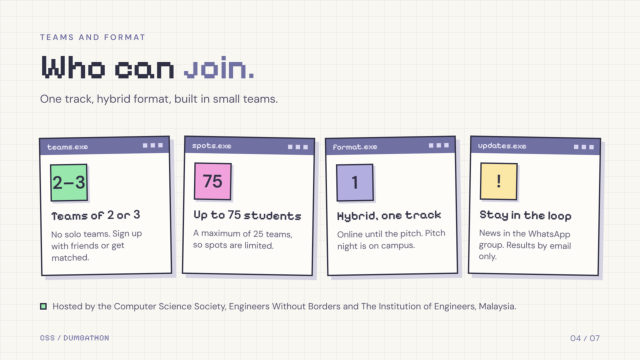 TEAMS AND FORMAT
Who can join.
One track, hybrid format, built in small teams.
teams.exe
2–3
Teams of 2 or 3
No solo teams. Sign up
with friends or get
matched.
spots.exe
75
Up to 75 students
A maximum of 25 teams,
so spots are limited.
format.exe
1
Hybrid, one track
Online until the pitch. Pitch
night is on campus.
updates.exe
!
Stay in the loop
News in the WhatsApp
group. Results by email
only.
Hosted by the Computer Science Society, Engineers Without Borders and The Institution of Engineers, Malaysia.
CSS / DUMBATHON
04 / 07